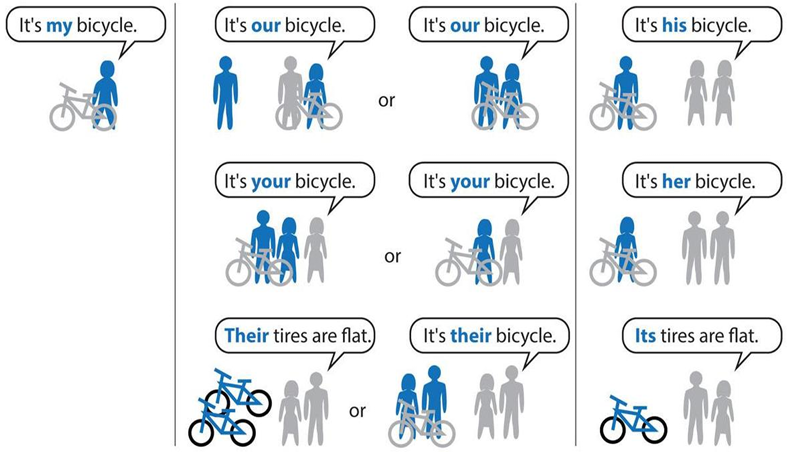 It's my bicycle.
It's our bicycle.
It's our bicycle.
It's his bicycle.
or
It's your bicycle.
It's your bicycle.
It's her bicycle.
or
Their tires are flat.
It's their bicycle.
Its tires are flat.
or